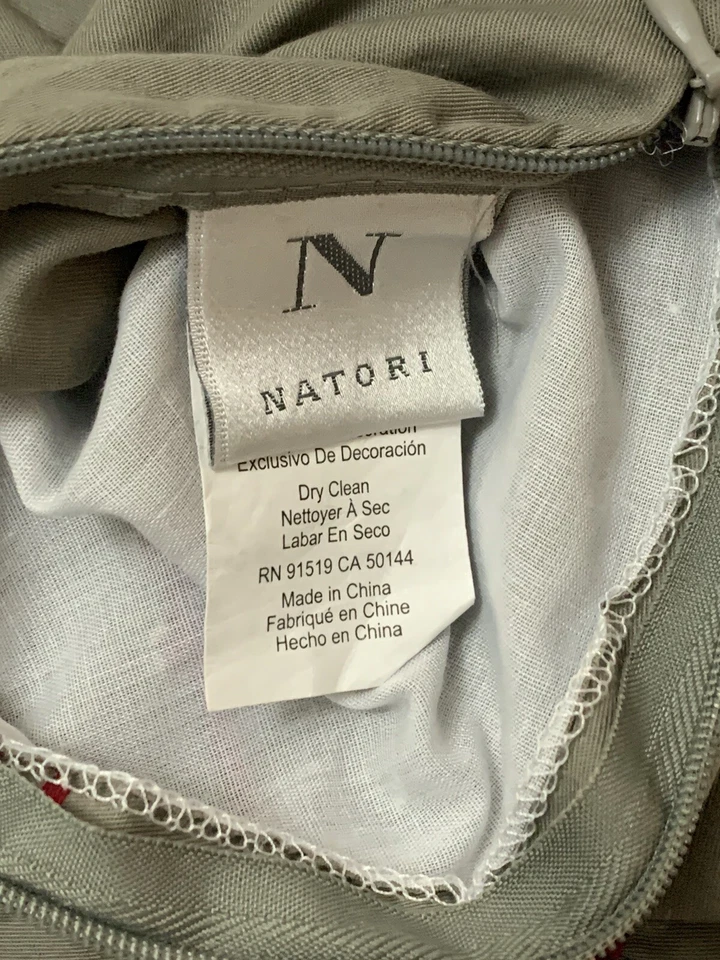 N
NATORI
Exclusivo De Decoración
Dry Clean
Nettoyer À Sec
Labar En Seco
RN 91519 CA 50144
Made in China
Fabriqué en Chine
Hecho en China